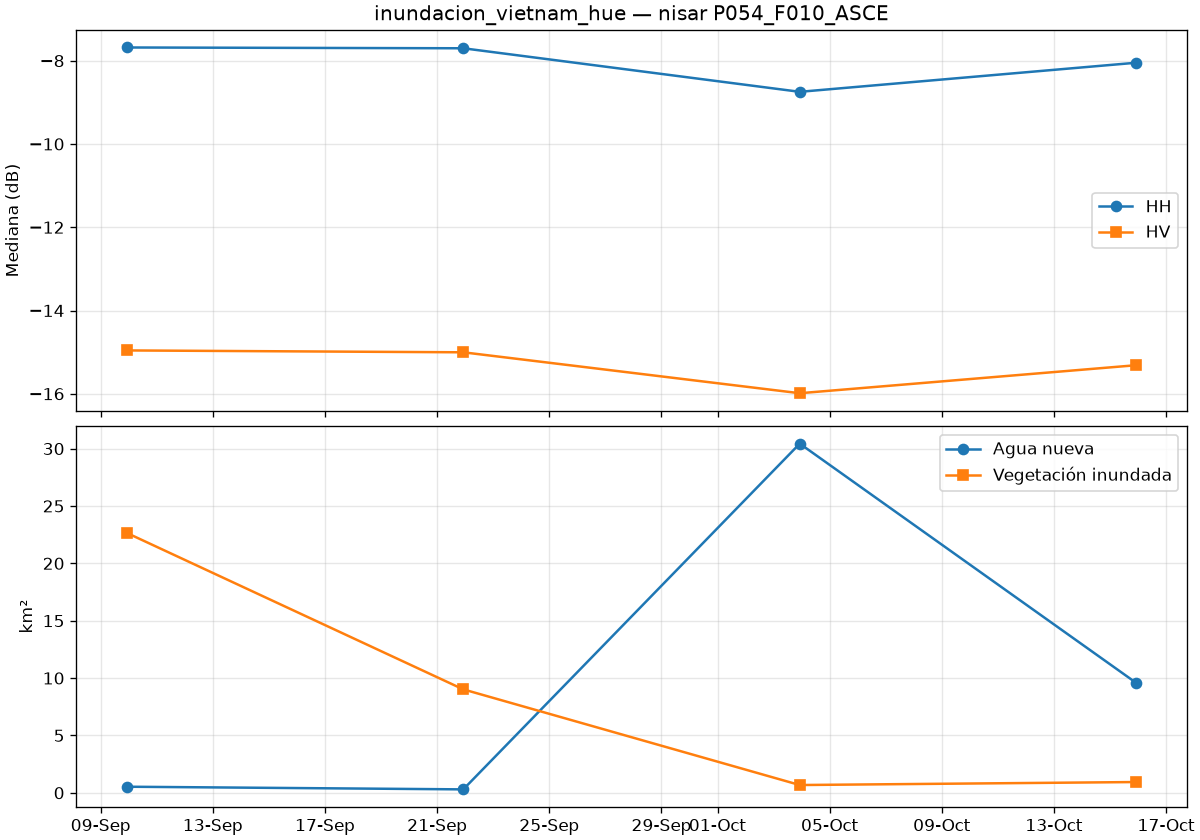 inundacion_vietnam_hue — nisar P054_F010_ASCE
Mediana (dB)
−8
−10
−12
−14
−16
HH
HV
km²
30
25
20
15
10
5
0
Agua nueva
Vegetación inundada
09-Sep 13-Sep 17-Sep 21-Sep 25-Sep 29-Sep 01-Oct 05-Oct 09-Oct 13-Oct 17-Oct